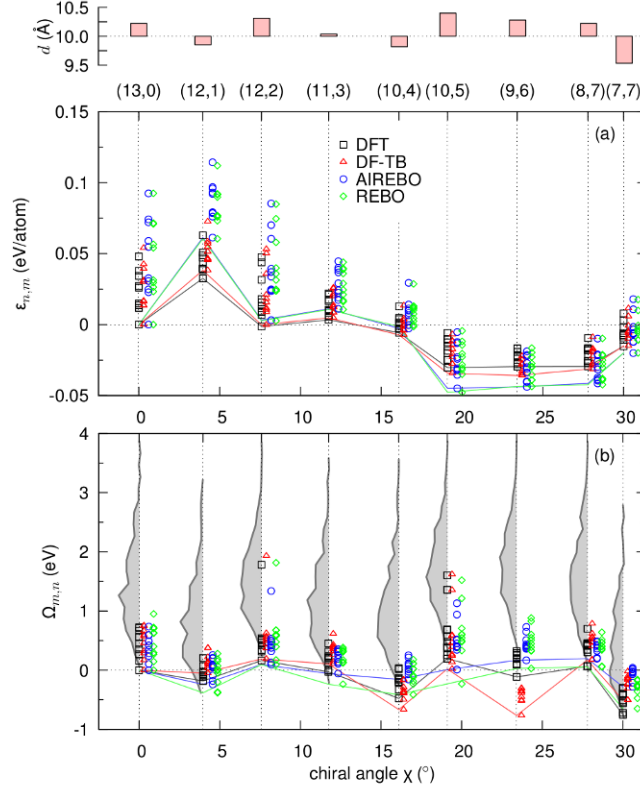 10.5
10.0
9.5
d (Å)
(13,0) (12,1) (12,2) (11,3) (10,4) (10,5) (9,6) (8,7) (7,7)
0.15
0.1
0.05
0
-0.05
εn,m (eV/atom)
(a)
DFT
DF-TB
AIREBO
REBO
0 5 10 15 20 25 30
4
3
2
1
0
-1
Ωm,n (eV)
(b)
0 5 10 15 20 25 30
chiral angle χ (°)